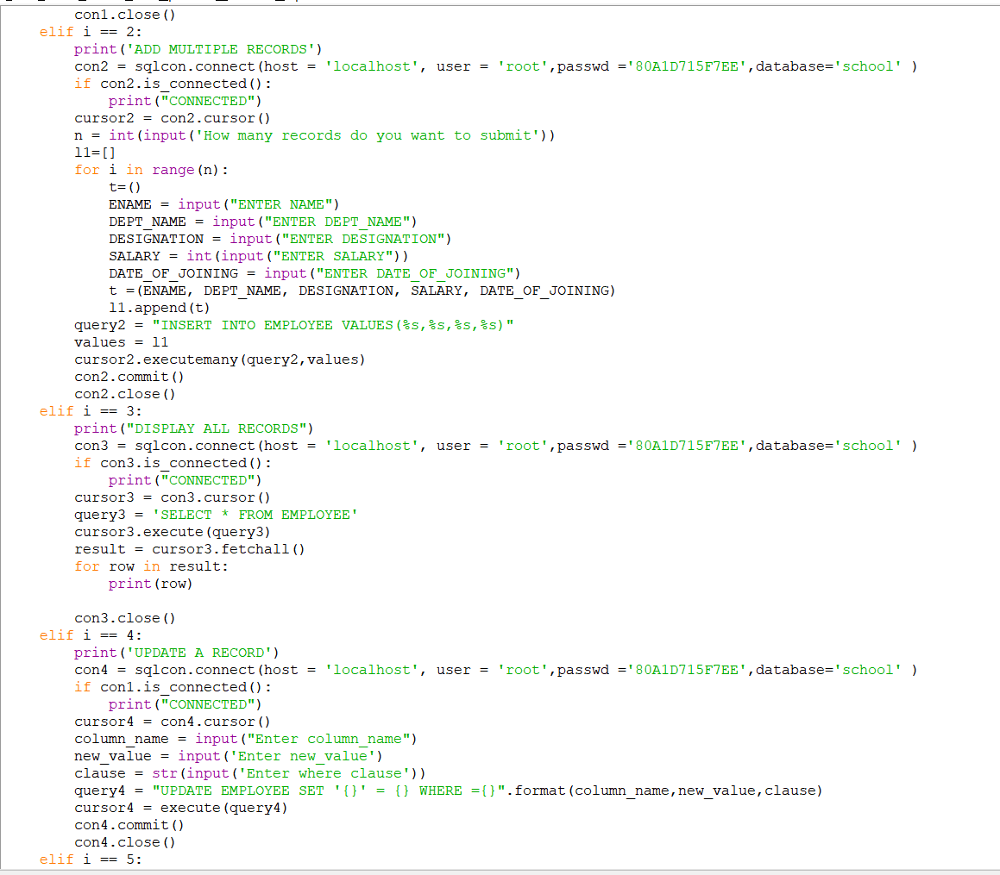 con1.close()
    elif i == 2:
        print('ADD MULTIPLE RECORDS')
        con2 = sqlcon.connect(host = 'localhost', user = 'root',passwd ='80A1D715F7EE',database='school' )
        if con2.is_connected():
            print("CONNECTED")
        cursor2 = con2.cursor()
        n = int(input('How many records do you want to submit'))
        l1=[]
        for i in range(n):
            t=()
            ENAME = input("ENTER NAME")
            DEPT_NAME = input("ENTER DEPT_NAME")
            DESIGNATION = input("ENTER DESIGNATION")
            SALARY = int(input("ENTER SALARY"))
            DATE_OF_JOINING = input("ENTER DATE_OF_JOINING")
            t =(ENAME, DEPT_NAME, DESIGNATION, SALARY, DATE_OF_JOINING)
            l1.append(t)
        query2 = "INSERT INTO EMPLOYEE VALUES(%s,%s,%s,%s)"
        values = l1
        cursor2.executemany(query2,values)
        con2.commit()
        con2.close()
    elif i == 3:
        print("DISPLAY ALL RECORDS")
        con3 = sqlcon.connect(host = 'localhost', user = 'root',passwd ='80A1D715F7EE',database='school' )
        if con3.is_connected():
            print("CONNECTED")
        cursor3 = con3.cursor()
        query3 = 'SELECT * FROM EMPLOYEE'
        cursor3.execute(query3)
        result = cursor3.fetchall()
        for row in result:
            print(row)

        con3.close()
    elif i == 4:
        print('UPDATE A RECORD')
        con4 = sqlcon.connect(host = 'localhost', user = 'root',passwd ='80A1D715F7EE',database='school' )
        if con1.is_connected():
            print("CONNECTED")
        cursor4 = con4.cursor()
        column_name = input("Enter column_name")
        new_value = input('Enter new_value')
        clause = str(input('Enter where clause'))
        query4 = "UPDATE EMPLOYEE SET '{}' = {} WHERE ={}".format(column_name,new_value,clause)
        cursor4 = execute(query4)
        con4.commit()
        con4.close()
    elif i == 5: